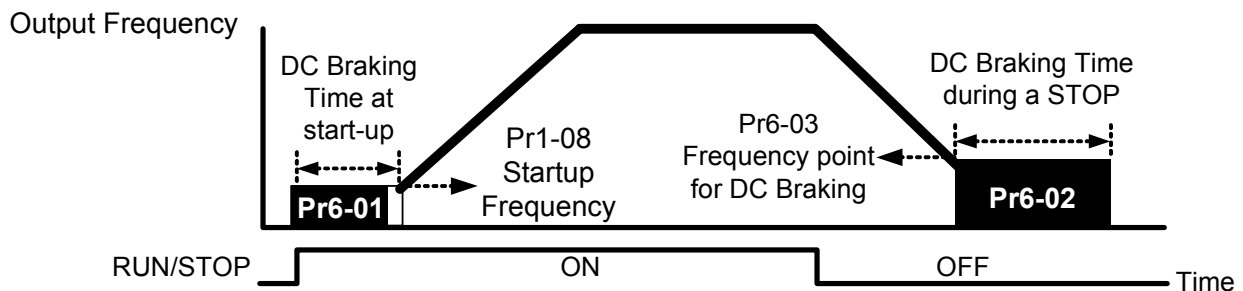 Output Frequency
DC Braking
Time at
start-up
Pr1-08
Startup
Frequency
Pr6-01
Pr6-03
Frequency point
for DC Braking
DC Braking Time
during a STOP
Pr6-02
RUN/STOP
ON
OFF
Time